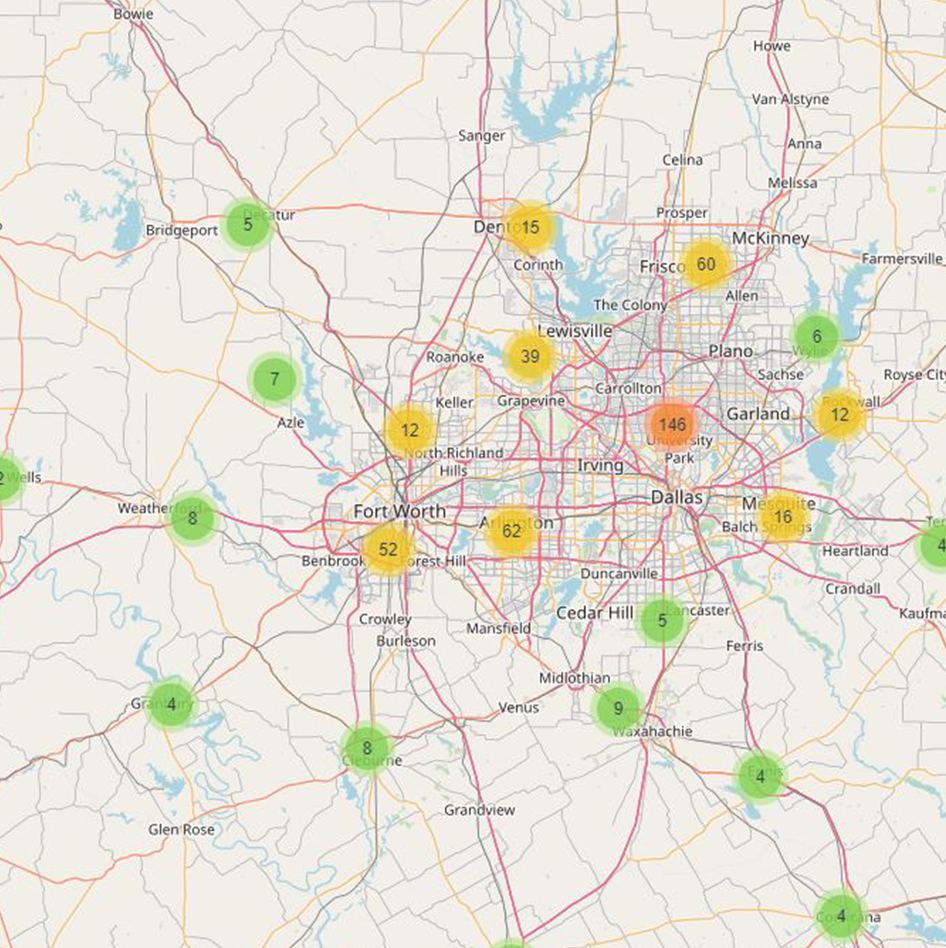 Bowie
Howe
Van Alstyne
Sanger
Anna
Celina
Melissa
5
Decatur
Prosper
Bridgeport
Denton
15
McKinney
Corinth
Frisco
60
Farmersville
Allen
The Colony
Lewisville
6
Wylie
39
Roanoke
Plano
Sachse
Royse City
7
Carrollton
Keller
Grapevine
Rockwall
12
Garland
Azle
12
146
University
Park
North Richland
Hills
Irving
2
Wells
Dallas
Weatherford
8
Fort Worth
Mesquite
16
Arlington
62
Balch Springs
52
Heartland
4
Benbrook
Forest Hill
Duncanville
Crandall
Cedar Hill
5
Lancaster
Kaufma
Crowley
Mansfield
Burleson
Ferris
Midlothian
Granbury
4
Venus
9
Waxahachie
8
Cleburne
4
Ennis
Grandview
Glen Rose
4
Corsicana